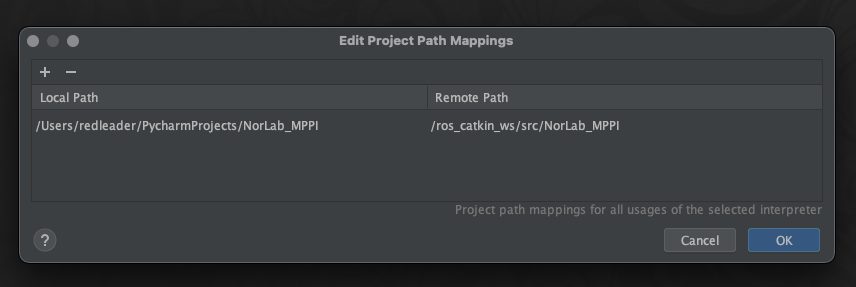 Edit Project Path Mappings
+ −
Local Path Remote Path
/Users/redleader/PycharmProjects/NorLab_MPPI /ros_catkin_ws/src/NorLab_MPPI
Project path mappings for all usages of the selected interpreter
? Cancel OK